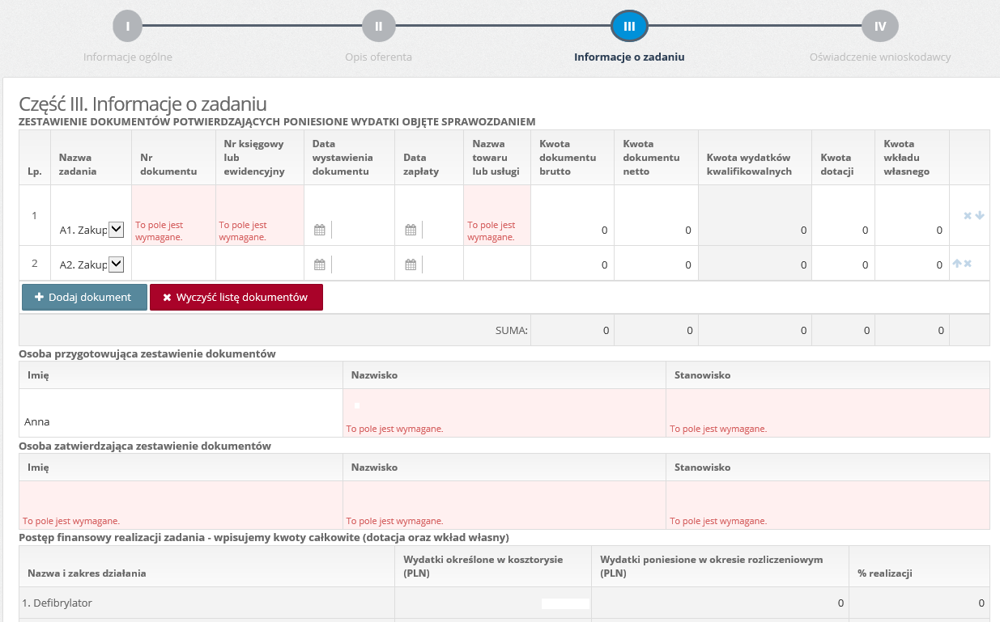 I II III IV
Informacje ogólne Opis oferenta Informacje o zadaniu Oświadczenie wnioskodawcy
Część III. Informacje o zadaniu
ZESTAWIENIE DOKUMENTÓW POTWIERDZAJĄCYCH PONIESIONE WYDATKI OBJĘTE SPRAWOZDANIEM
Lp.
Nazwa
zadania
Nr
dokumentu
Nr księgowy
lub
ewidencyjny
Data
wystawienia
dokumentu
Data
zapłaty
Nazwa
towaru
lub usługi
Kwota
dokumentu
brutto
Kwota
dokumentu
netto
Kwota wydatków
kwalifikowalnych
Kwota
dotacji
Kwota
wkładu
własnego
1
A1. Zakup
To pole jest
wymagane.
To pole jest
wymagane.
To pole jest
wymagane.
0 0 0 0 0
2
A2. Zakup
0 0 0 0 0
Dodaj dokument Wyczyść listę dokumentów
SUMA: 0 0 0 0 0
Osoba przygotowująca zestawienie dokumentów
Imię Nazwisko Stanowisko
Anna
To pole jest wymagane. To pole jest wymagane.
Osoba zatwierdzająca zestawienie dokumentów
Imię Nazwisko Stanowisko
To pole jest wymagane. To pole jest wymagane. To pole jest wymagane.
Postęp finansowy realizacji zadania - wpisujemy kwoty całkowite (dotacja oraz wkład własny)
Nazwa i zakres działania
Wydatki określone w kosztorysie
(PLN)
Wydatki poniesione w okresie rozliczeniowym
(PLN)
% realizacji
1. Defibrylator 0 0